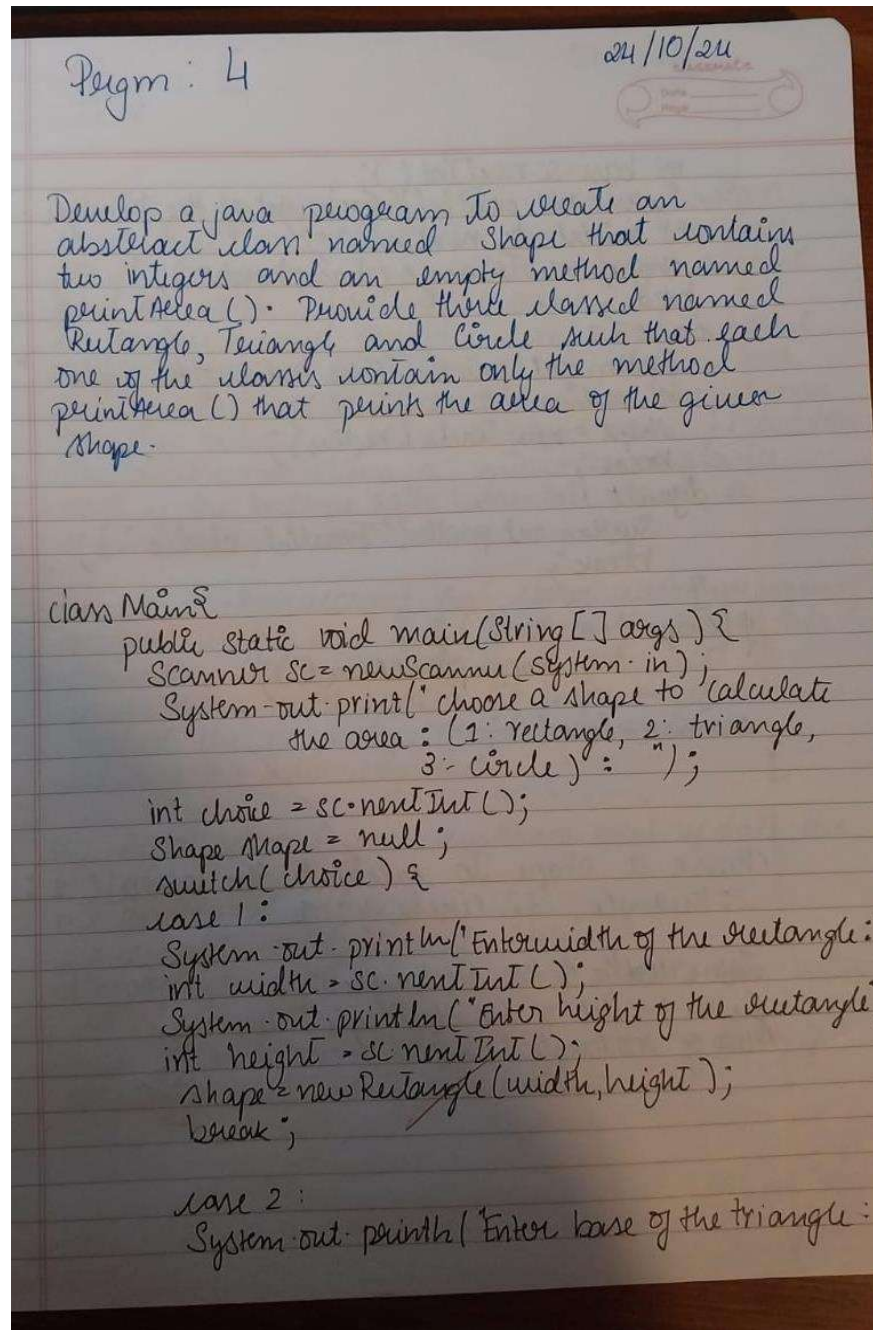 Prgm : 4
24/10/24
Date
Page
Develop a java program to create an
abstract class named Shape that contains
two integers and an empty method named
printArea(). Provide three classed named
Rectangle, Triangle and Circle such that each
one of the classes contain only the method
printArea() that prints the area of the given
shape.
class Main{
public static void main(String[] args){
Scanner sc = newScanner(system.in);
System.out.print("choose a shape to calculate
the area : (1: rectangle, 2: triangle,
3:- circle) : ");
int choice = sc.nextInt();
Shape shape = null;
switch(choice) {
case 1 :
System.out.println("Enterwidth of the rectangle:
int width = sc.nextInt();
System.out.println("Enter height of the rectangle
int height = sc.nextInt();
shape = new Rectangle(width,height);
break;
case 2 :
System.out.println("Enter base of the triangle: